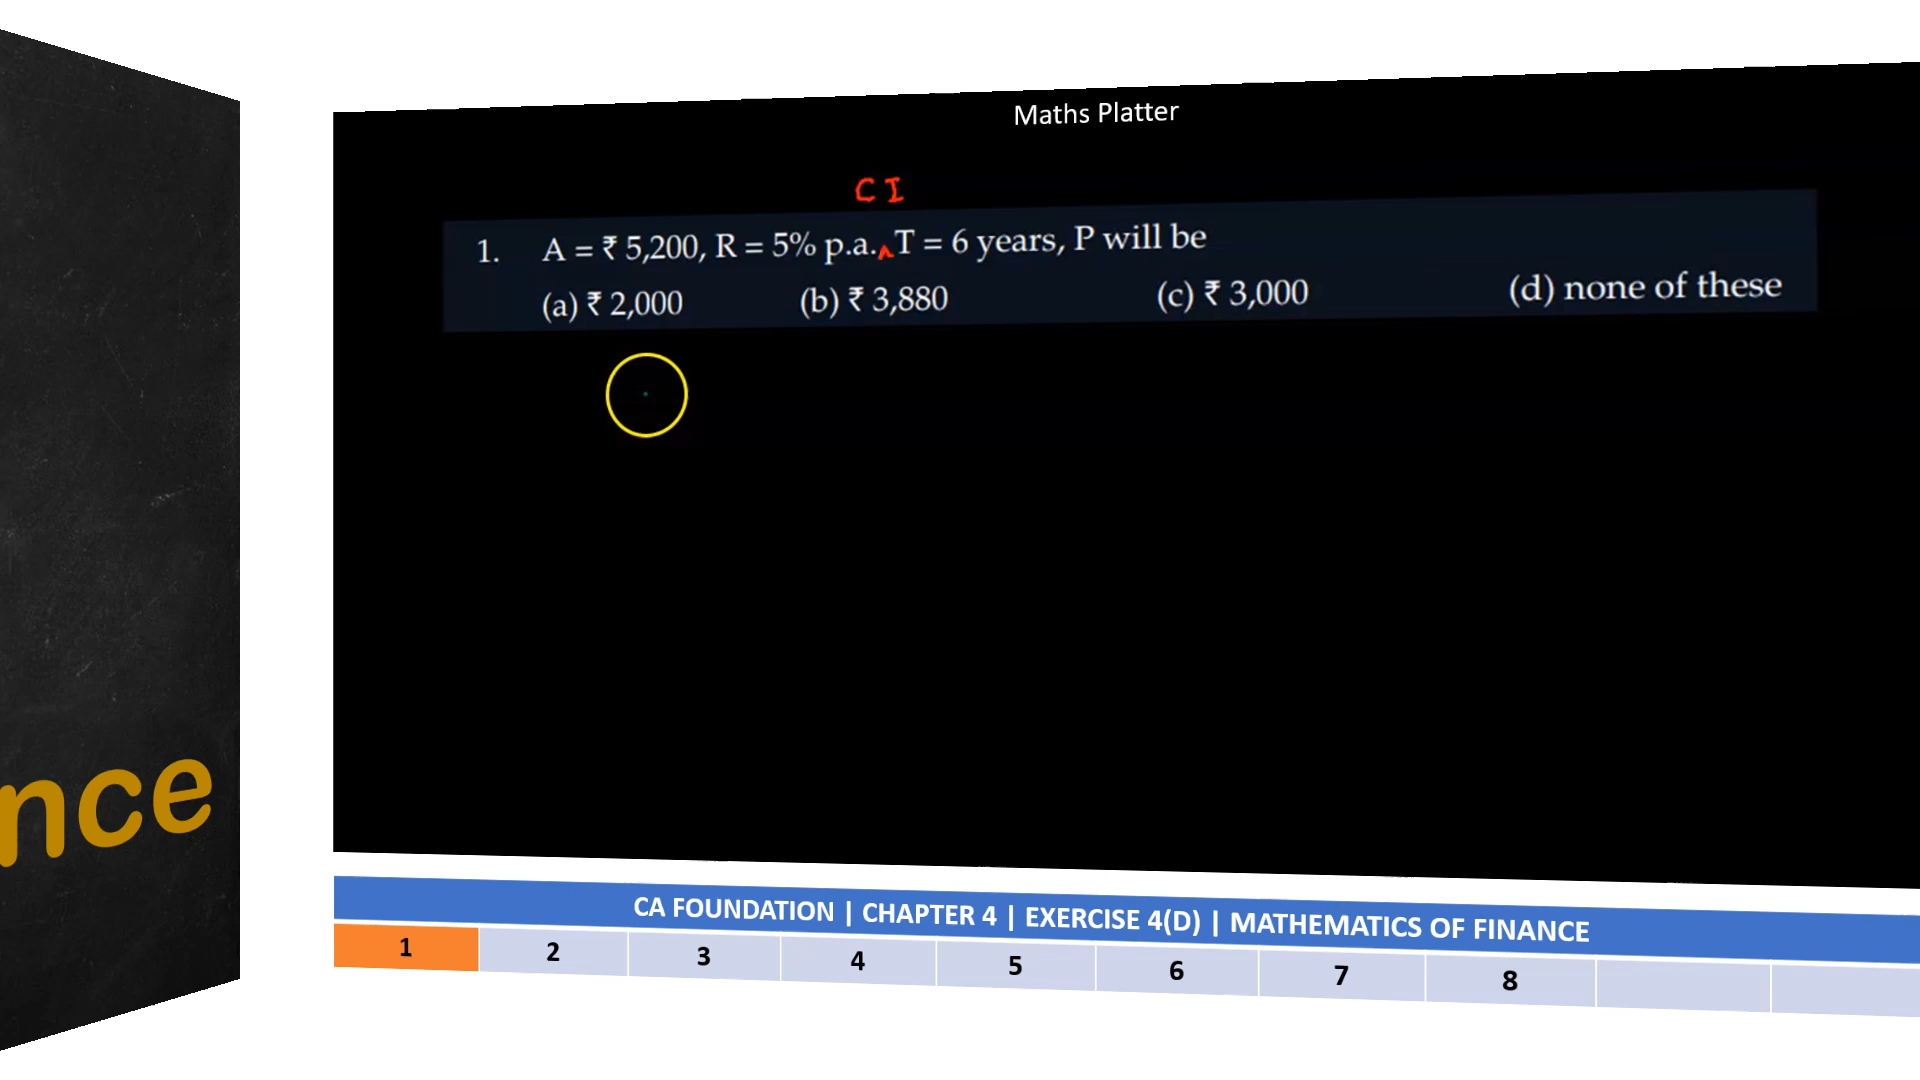 Maths Platter
CI
1. A = ₹ 5,200, R = 5% p.a.^T = 6 years, P will be
(a) ₹ 2,000 (b) ₹ 3,880 (c) ₹ 3,000 (d) none of these
nce
CA FOUNDATION | CHAPTER 4 | EXERCISE 4(D) | MATHEMATICS OF FINANCE
1 2 3 4 5 6 7 8